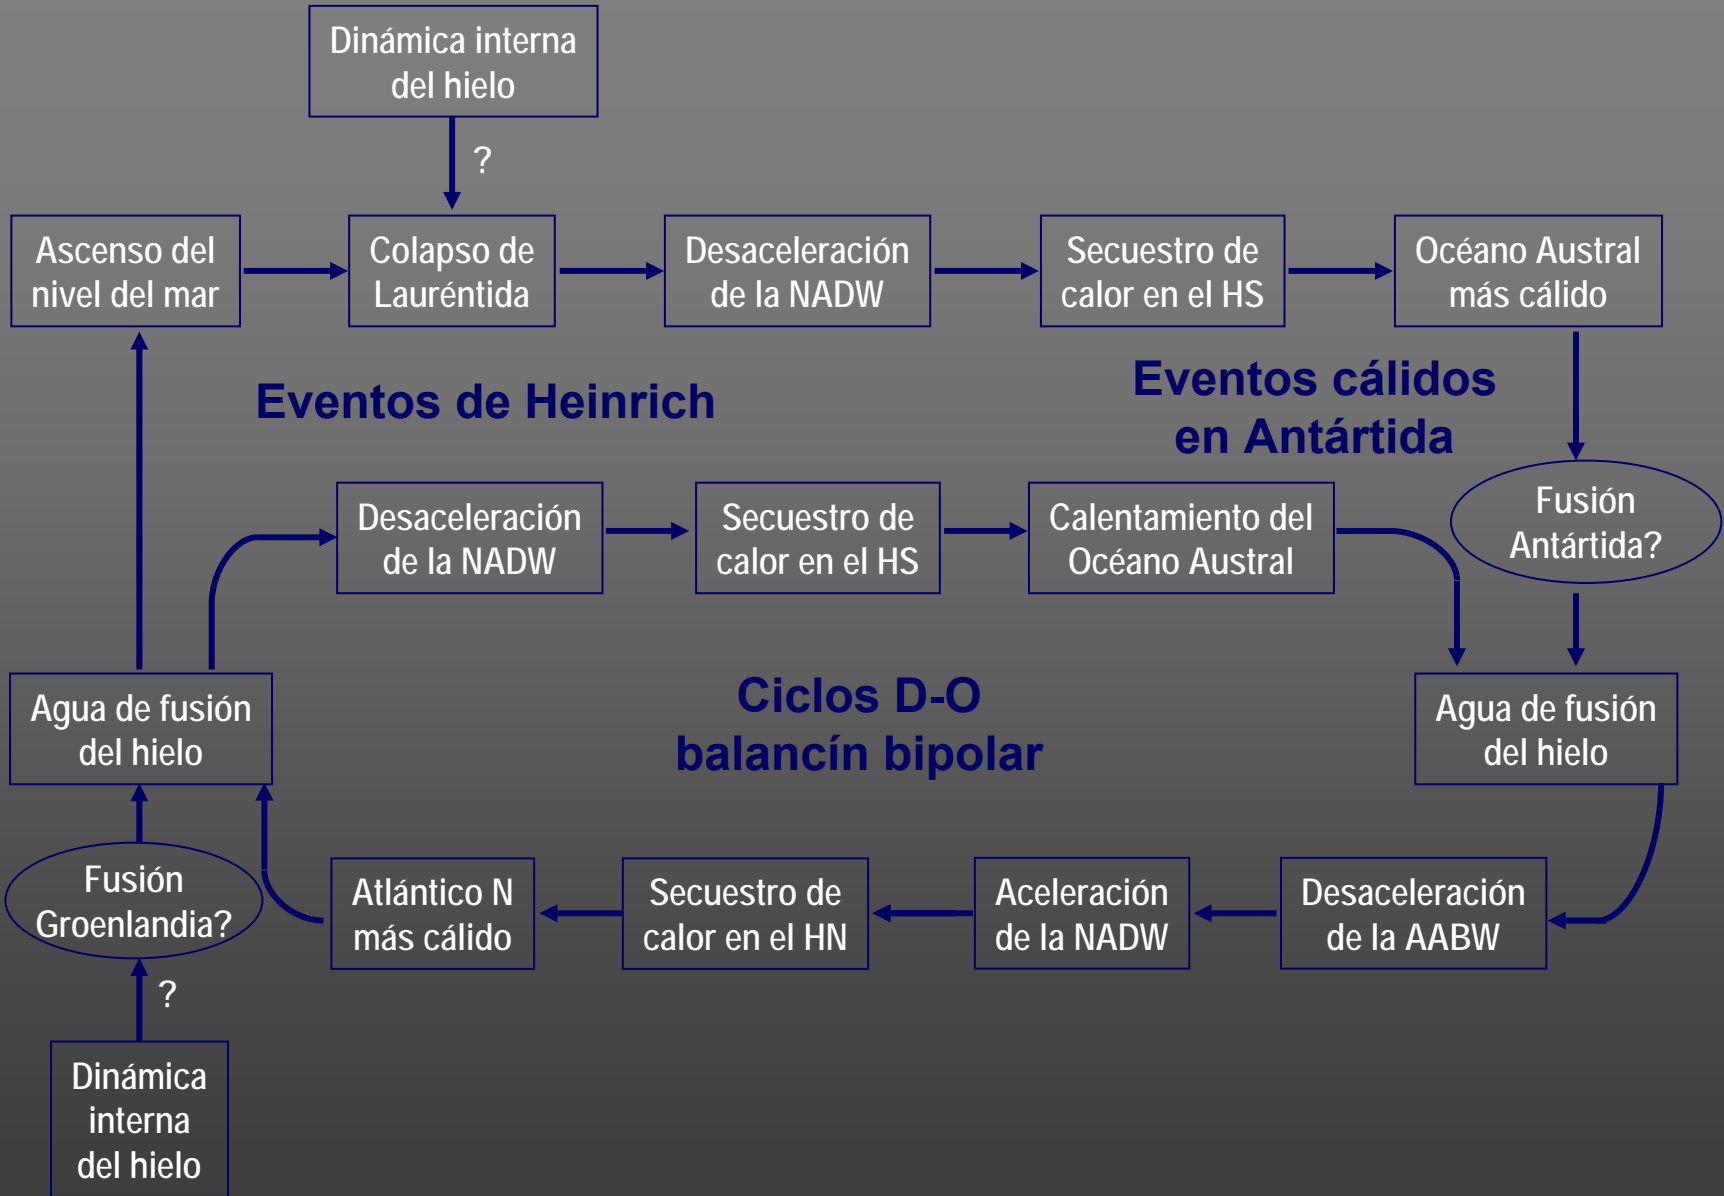 Dinámica interna
del hielo
?
Ascenso del
nivel del mar
Colapso de
Lauréntida
Desaceleración
de la NADW
Secuestro de
calor en el HS
Océano Austral
más cálido
Eventos de Heinrich
Eventos cálidos
en Antártida
Desaceleración
de la NADW
Secuestro de
calor en el HS
Calentamiento del
Océano Austral
Fusión
Antártida?
Agua de fusión
del hielo
Ciclos D-O
balancín bipolar
Agua de fusión
del hielo
Fusión
Groenlandia?
Atlántico N
más cálido
Secuestro de
calor en el HN
Aceleración
de la NADW
Desaceleración
de la AABW
?
Dinámica
interna
del hielo